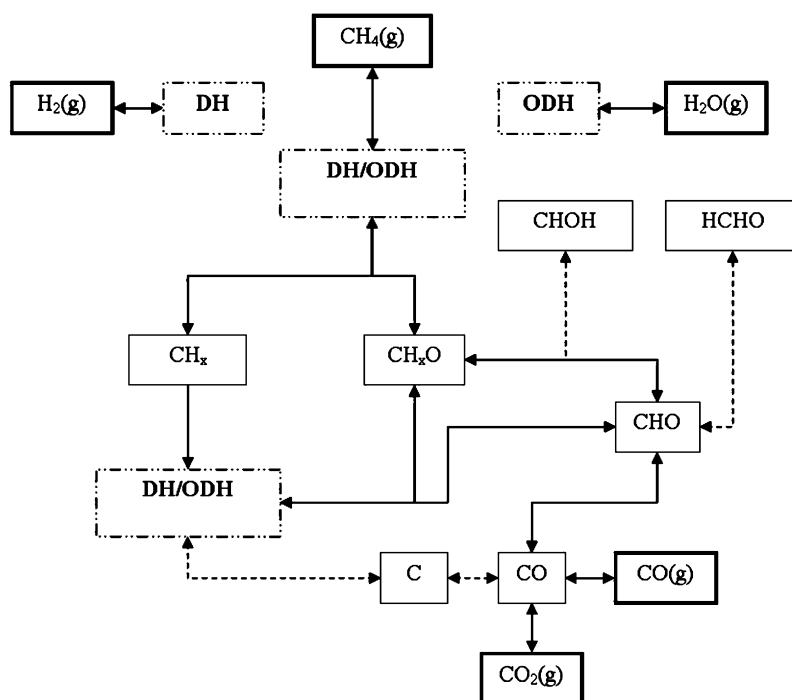 CH₄(g)
H₂(g)
DH
ODH
H₂O(g)
DH/ODH
CHOH
HCHO
CHₓ
CHₓO
CHO
DH/ODH
C
CO
CO(g)
CO₂(g)